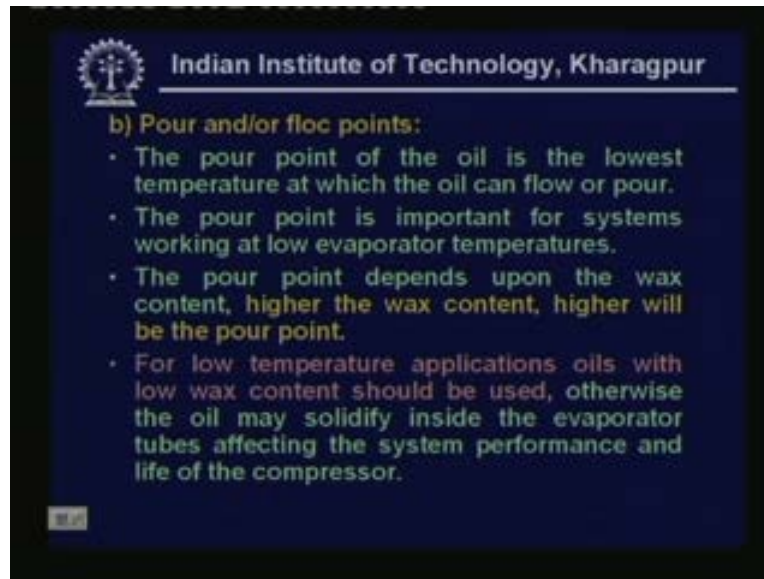 Indian Institute of Technology, Kharagpur
b) Pour and/or floc points:
• The pour point of the oil is the lowest
temperature at which the oil can flow or pour.
• The pour point is important for systems
working at low evaporator temperatures.
• The pour point depends upon the wax
content, higher the wax content, higher will
be the pour point.
• For low temperature applications oils with
low wax content should be used, otherwise
the oil may solidify inside the evaporator
tubes affecting the system performance and
life of the compressor.